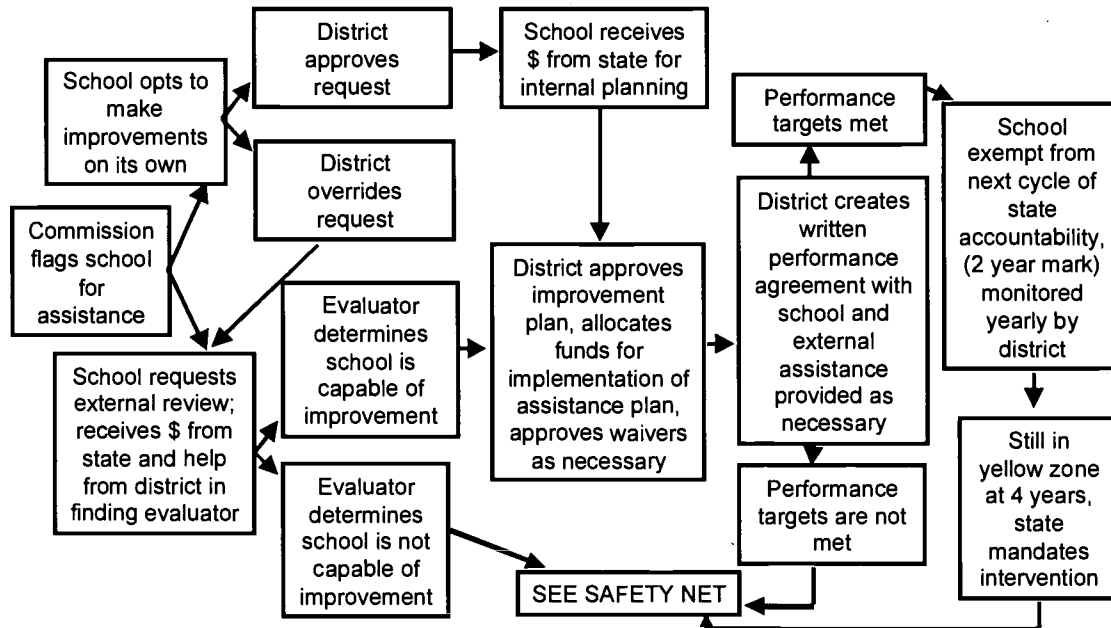 District
approves
request
School receives
$ from state for
internal planning
School opts to
make
improvements
on its own
Performance
targets met
School
exempt from
next cycle of
state
accountability,
(2 year mark)
monitored
yearly by
district
District
overrides
request
Commission
flags school
for
assistance
District creates
written
performance
agreement with
school and
external
assistance
provided as
necessary
District approves
improvement
plan, allocates
funds for
implementation of
assistance plan,
approves waivers
as necessary
Evaluator
determines
school is
capable of
improvement
School requests
external review;
receives $ from
state and help
from district in
finding evaluator
Evaluator
determines
school is not
capable of
improvement
Performance
targets are not
met
Still in
yellow zone
at 4 years,
state
mandates
intervention
SEE SAFETY NET